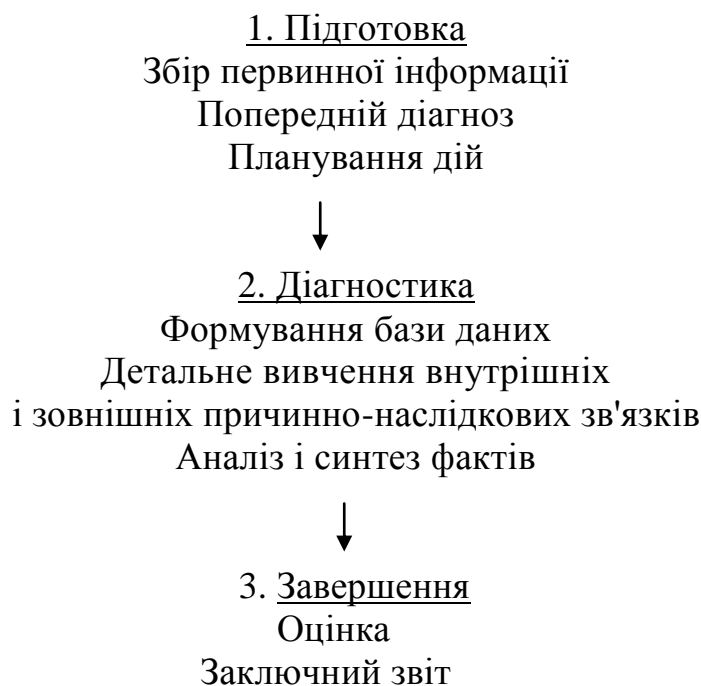 1. Підготовка
Збір первинної інформації
Попередній діагноз
Планування дій
2. Діагностика
Формування бази даних
Детальне вивчення внутрішніх
і зовнішніх причинно-наслідкових зв'язків
Аналіз і синтез фактів
3. Завершення
Оцінка
Заключний звіт